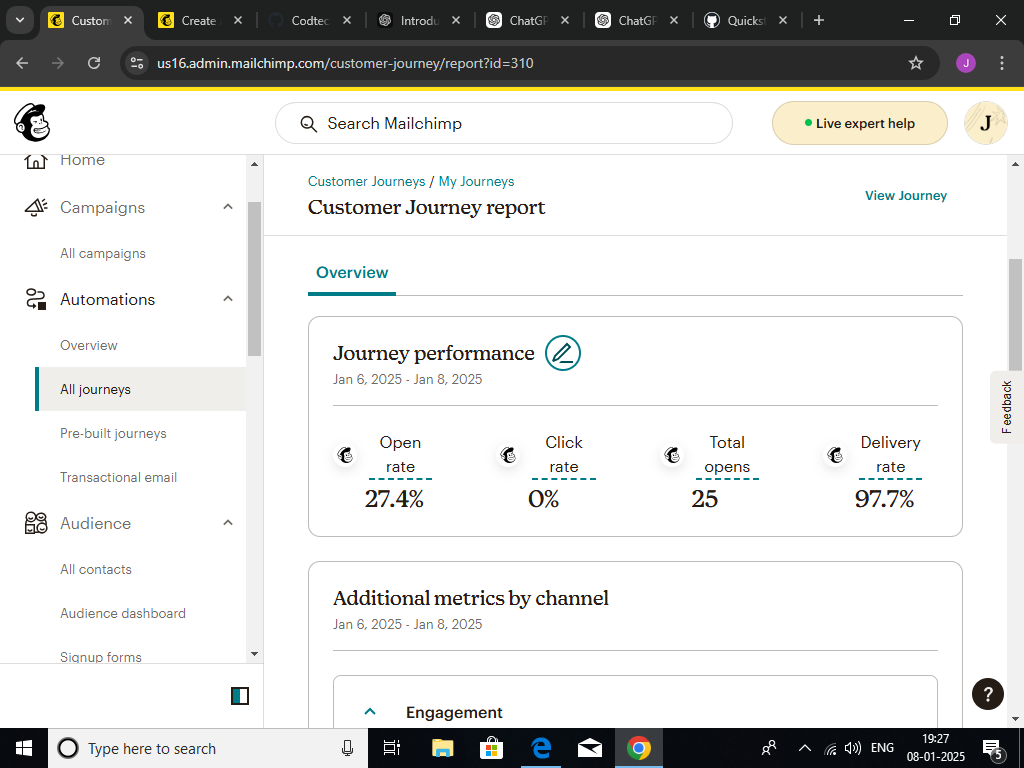 Custom
Create
Codtec
Introdu
ChatGP
ChatGP
Quicks
us16.admin.mailchimp.com/customer-journey/report?id=310
J
Search Mailchimp
Live expert help
J
Home
Campaigns
All campaigns
Automations
Overview
All journeys
Pre-built journeys
Transactional email
Audience
All contacts
Audience dashboard
Signup forms
Customer Journeys / My Journeys
Customer Journey report
View Journey
Overview
Journey performance
Jan 6, 2025 - Jan 8, 2025
Open rate
27.4%
Click rate
0%
Total opens
25
Delivery rate
97.7%
Additional metrics by channel
Jan 6, 2025 - Jan 8, 2025
Engagement
Feedback
?
Type here to search
ENG
19:27
08-01-2025
5